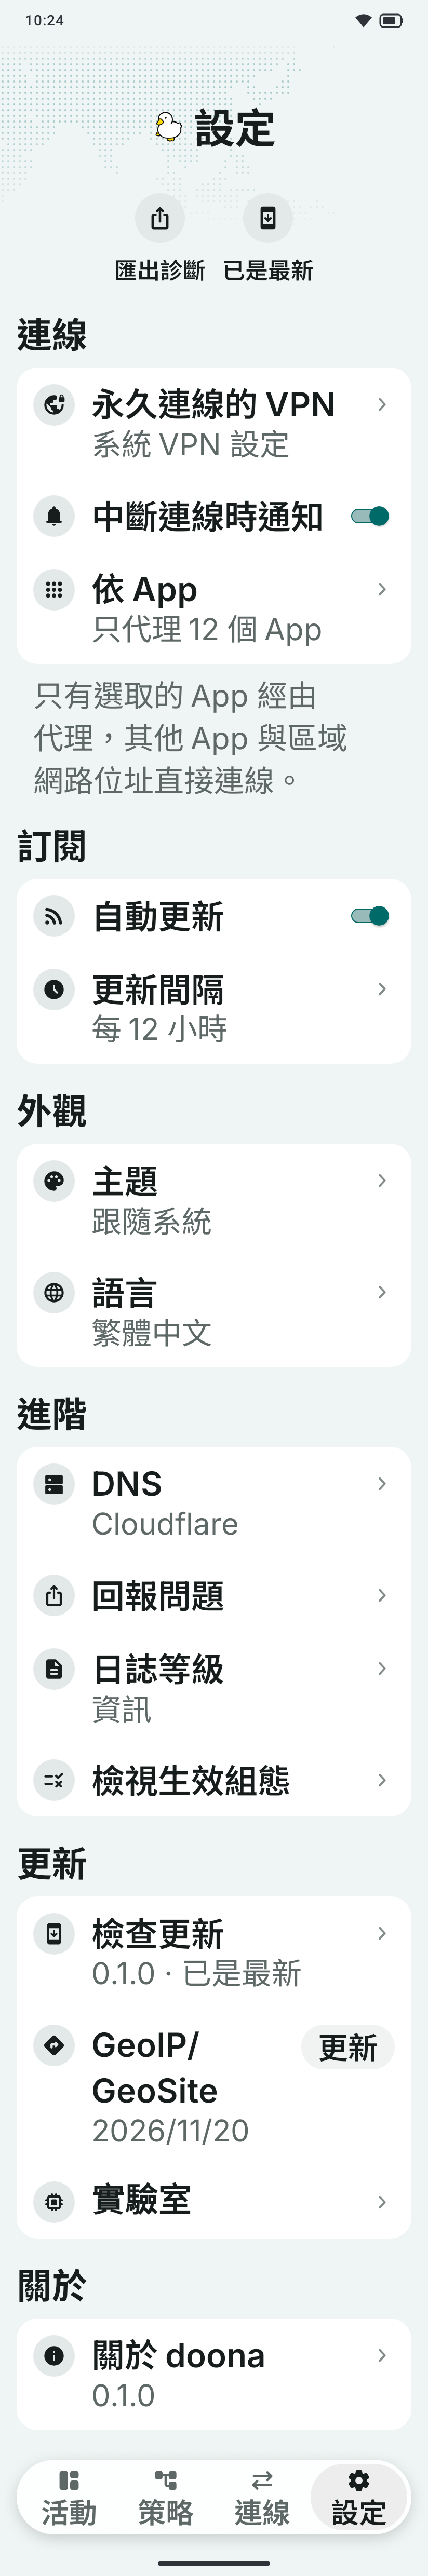 10:24
設定
匯出診斷
已是最新
連線
永久連線的 VPN
系統 VPN 設定
中斷連線時通知
依 App
只代理 12 個 App
只有選取的 App 經由
代理，其他 App 與區域
網路位址直接連線。
訂閱
自動更新
更新間隔
每 12 小時
外觀
主題
跟隨系統
語言
繁體中文
進階
DNS
Cloudflare
回報問題
日誌等級
資訊
檢視生效組態
更新
檢查更新
0.1.0 · 已是最新
GeoIP/
GeoSite
更新
2026/11/20
實驗室
關於
關於 doona
0.1.0
活動
策略
連線
設定